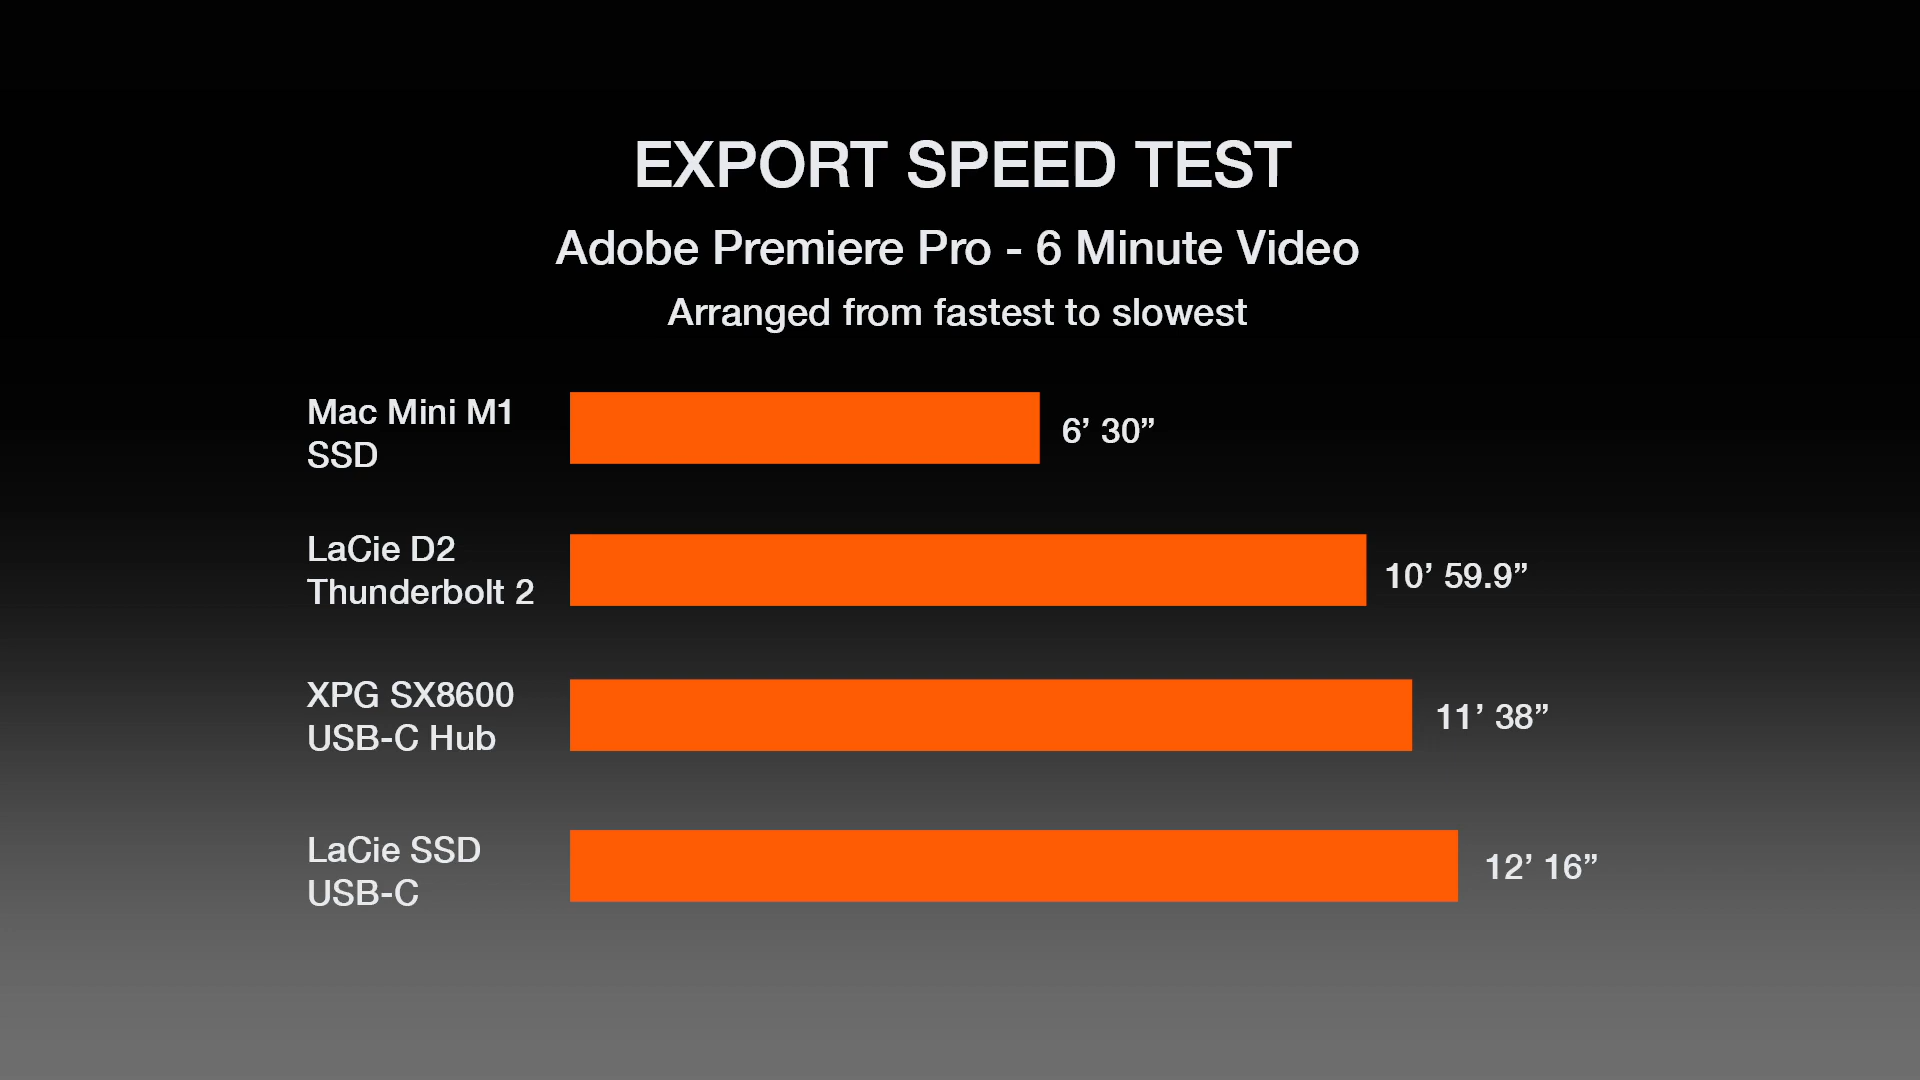 EXPORT SPEED TEST
Adobe Premiere Pro - 6 Minute Video
Arranged from fastest to slowest
Mac Mini M1
SSD
6’ 30”
LaCie D2
Thunderbolt 2
10’ 59.9”
XPG SX8600
USB-C Hub
11’ 38”
LaCie SSD
USB-C
12’ 16”